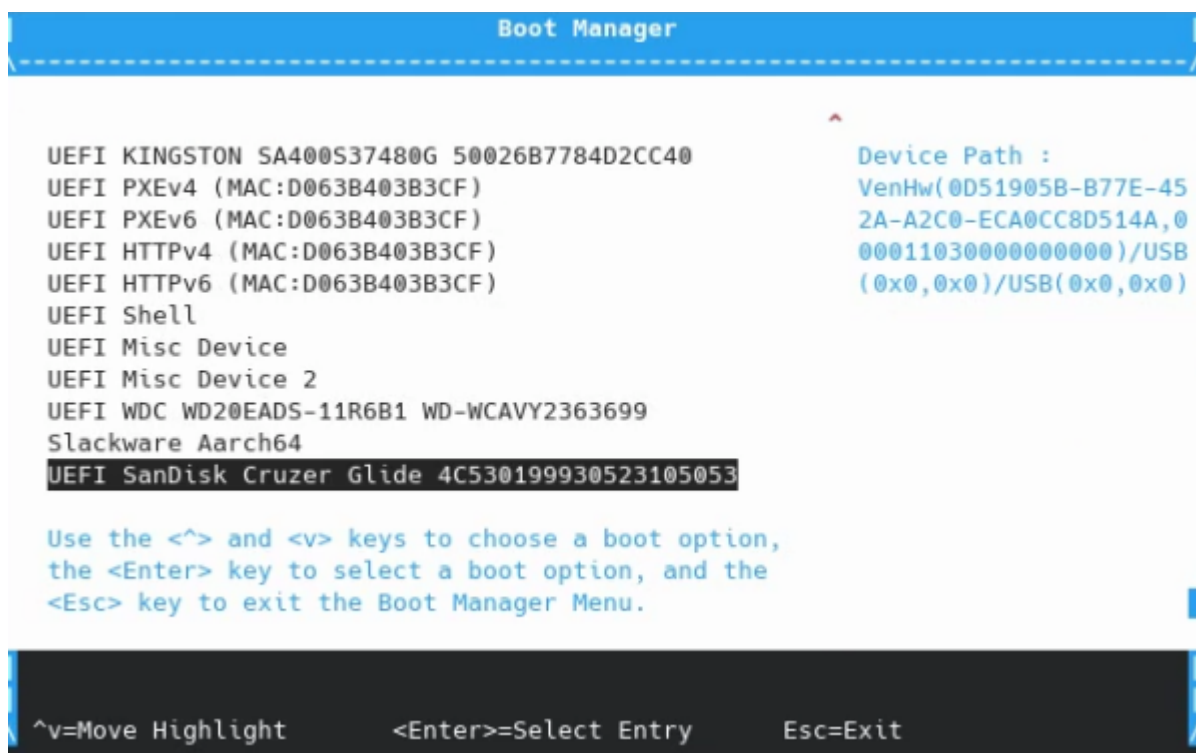 Boot Manager
\------------------------------------------------------------------------------/
^
UEFI KINGSTON SA400S37480G 50026B7784D2CC40
UEFI PXEv4 (MAC:D063B403B3CF)
UEFI PXEv6 (MAC:D063B403B3CF)
UEFI HTTPv4 (MAC:D063B403B3CF)
UEFI HTTPv6 (MAC:D063B403B3CF)
UEFI Shell
UEFI Misc Device
UEFI Misc Device 2
UEFI WDC WD20EADS-11R6B1 WD-WCAVY2363699
Slackware Aarch64
UEFI SanDisk Cruzer Glide 4C530199930523105053
Device Path :
VenHw(0D51905B-B77E-45
2A-A2C0-ECA0CC8D514A,0
00011030000000000)/USB
(0x0,0x0)/USB(0x0,0x0)
Use the <^> and <v> keys to choose a boot option,
the <Enter> key to select a boot option, and the
<Esc> key to exit the Boot Manager Menu.
^v=Move Highlight <Enter>=Select Entry Esc=Exit